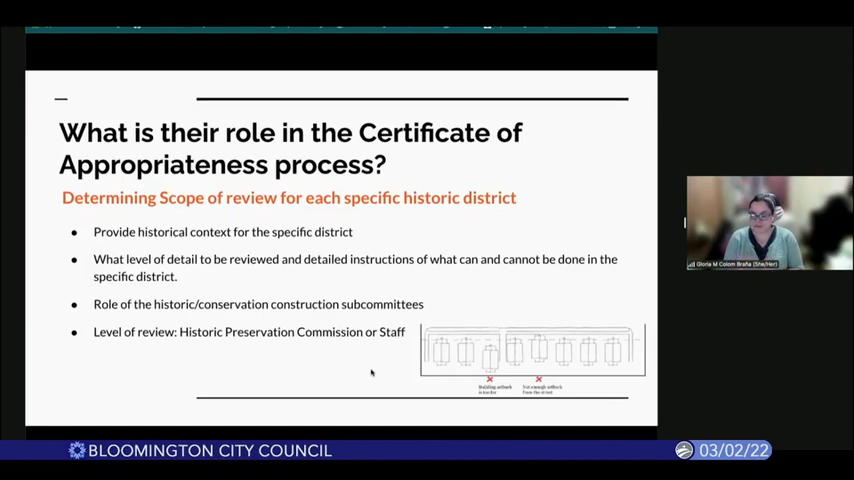 What is their role in the Certificate of
Appropriateness process?
Determining Scope of review for each specific historic district
● Provide historical context for the specific district
● What level of detail to be reviewed and detailed instructions of what can and cannot be done in the
specific district.
● Role of the historic/conservation construction subcommittees
● Level of review: Historic Preservation Commission or Staff
Building setback
is too far
Not enough setback
from the street
Gloria M Colom Braña (She/Her)
BLOOMINGTON CITY COUNCIL
03/02/22